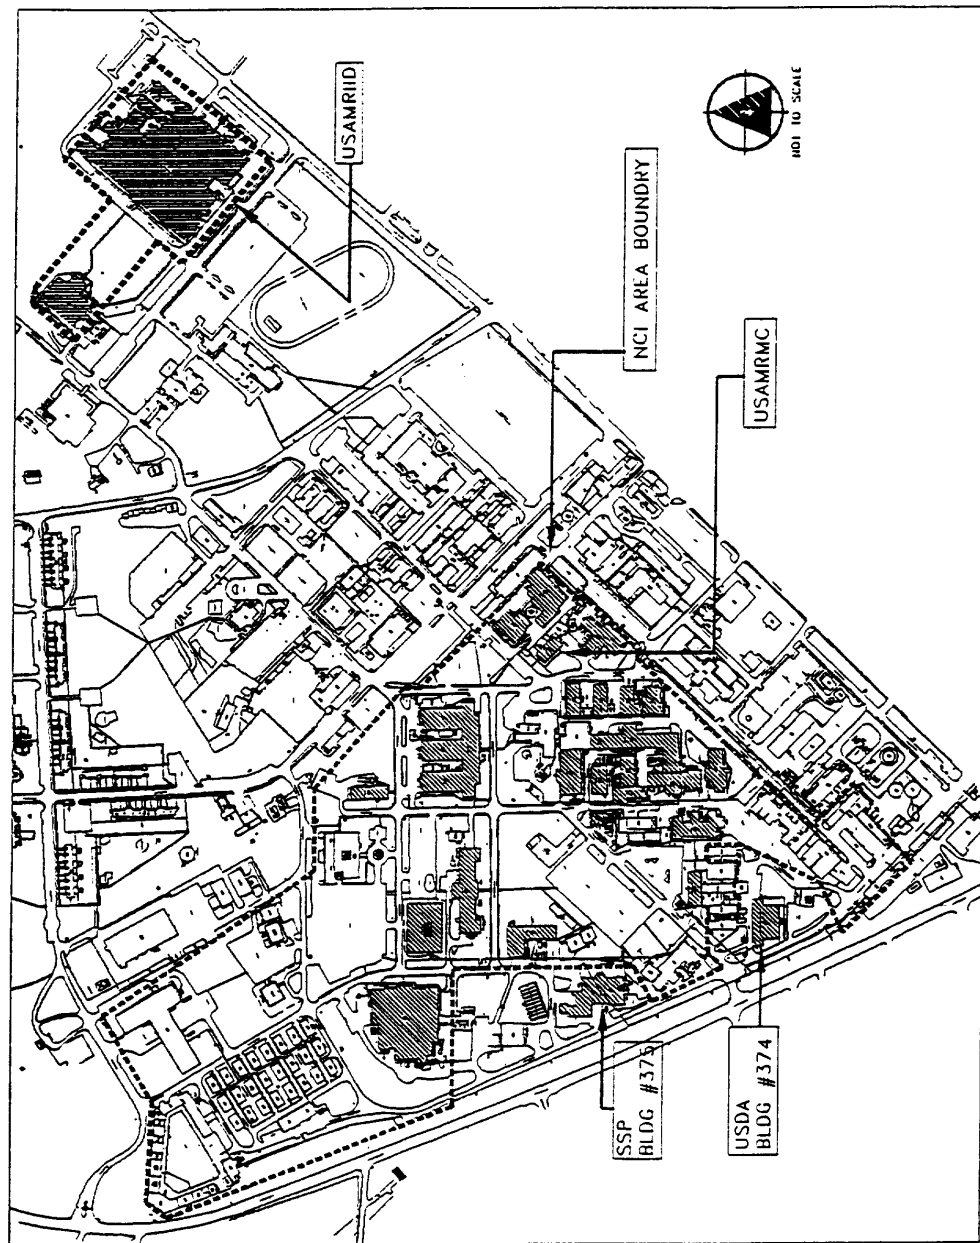 USAMRIID
NOT TO SCALE
NCI AREA BOUNDRY
USAMRMC
SSP
BLDG #375
USDA
BLDG #374